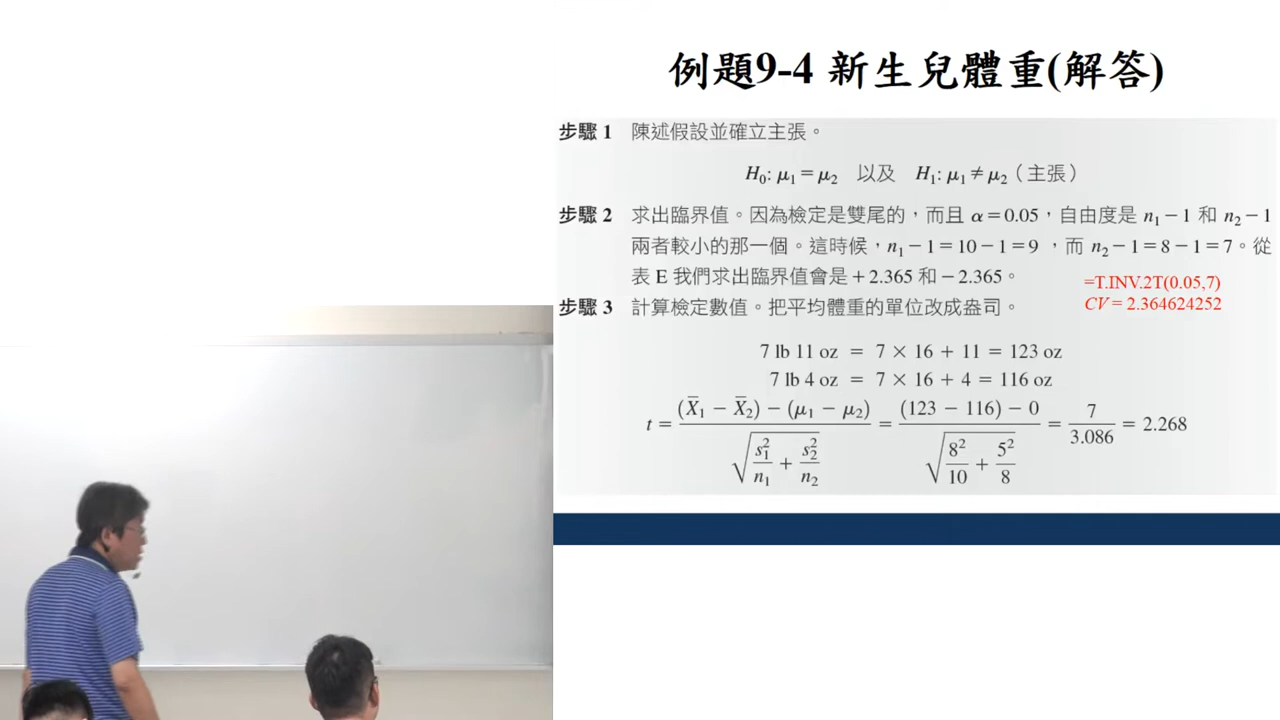 例題9-4 新生兒體重(解答)
步驟 1 陳述假設並確立主張。
H₀: μ₁ = μ₂ 以及 H₁: μ₁ ≠ μ₂（主張）
步驟 2 求出臨界值。因為檢定是雙尾的，而且 α = 0.05，自由度是 n₁ − 1 和 n₂ − 1
兩者較小的那一個。這時候，n₁ − 1 = 10 − 1 = 9 ，而 n₂ − 1 = 8 − 1 = 7。從
表 E 我們求出臨界值會是 + 2.365 和 − 2.365。
=T.INV.2T(0.05,7)
CV = 2.364624252
步驟 3 計算檢定數值。把平均體重的單位改成盎司。
7 lb 11 oz = 7 × 16 + 11 = 123 oz
7 lb 4 oz = 7 × 16 + 4 = 116 oz
t = ((X̄₁ − X̄₂) − (μ₁ − μ₂)) / √(s₁²/n₁ + s₂²/n₂) = ((123 − 116) − 0) / √(8²/10 + 5²/8) = 7/3.086 = 2.268